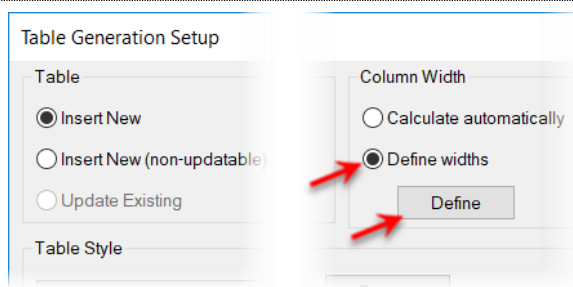 Table Generation Setup
Table
Insert New
Insert New (non-updatable)
Update Existing
Table Style
Column Width
Calculate automatically
Define widths
Define